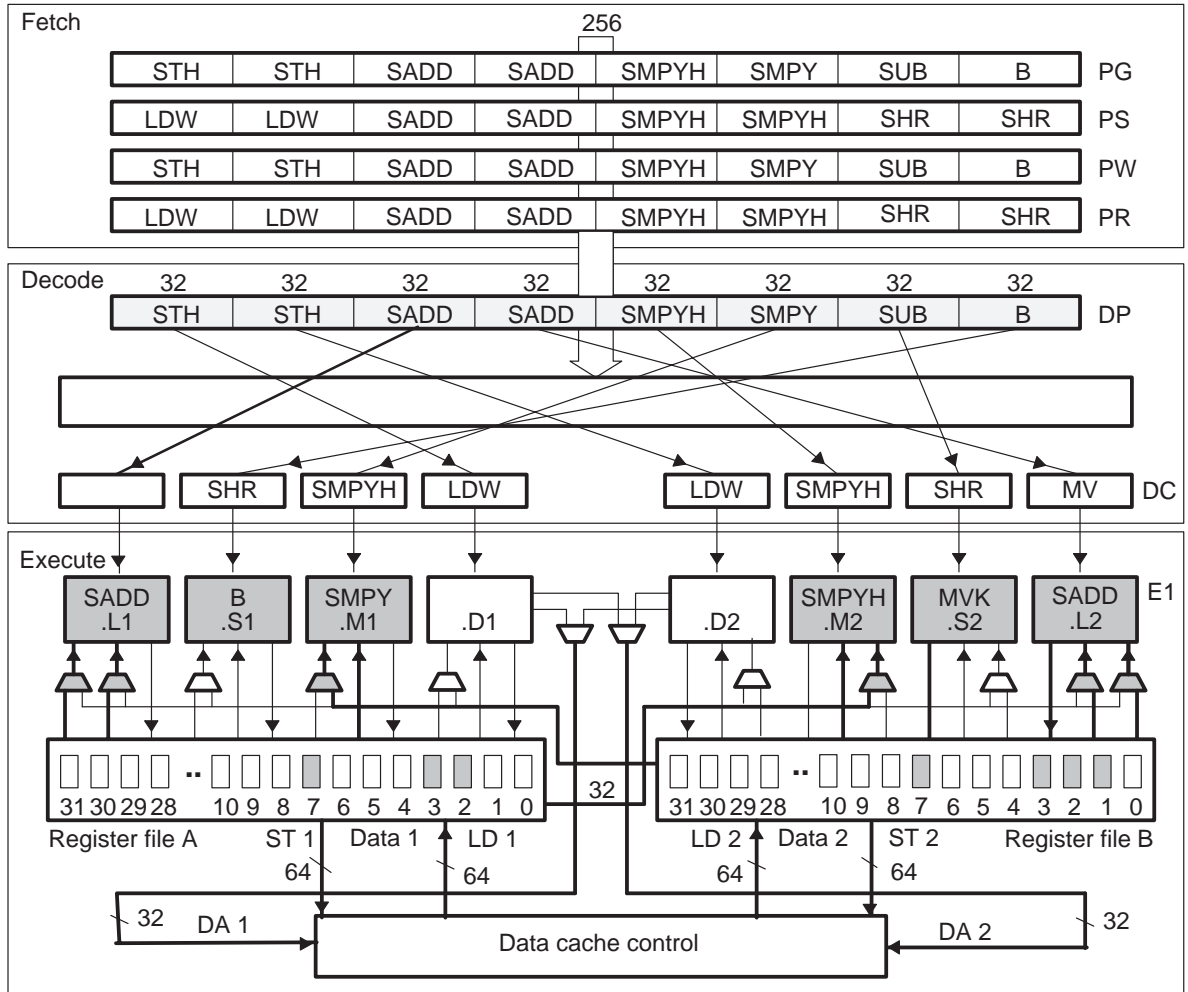 Fetch
256
STH STH SADD SADD SMPYH SMPY SUB B PG
LDW LDW SADD SADD SMPYH SMPYH SHR SHR PS
STH STH SADD SADD SMPYH SMPY SUB B PW
LDW LDW SADD SADD SMPYH SMPYH SHR SHR PR
Decode
32 32 32 32 32 32 32 32
STH STH SADD SADD SMPYH SMPY SUB B DP
SHR SMPYH LDW LDW SMPYH SHR MV DC
Execute
SADD B SMPY SMPYH MVK SADD E1
.L1 .S1 .M1 .D1 .D2 .M2 .S2 .L2
31 30 29 28 .. 10 9 8 7 6 5 4 3 2 1 0 32 31 30 29 28 .. 10 9 8 7 6 5 4 3 2 1 0
Register file A ST 1 Data 1 LD 1 LD 2 Data 2 ST 2 Register file B
64 64 64 64
32 DA 1 DA 2 32
Data cache control